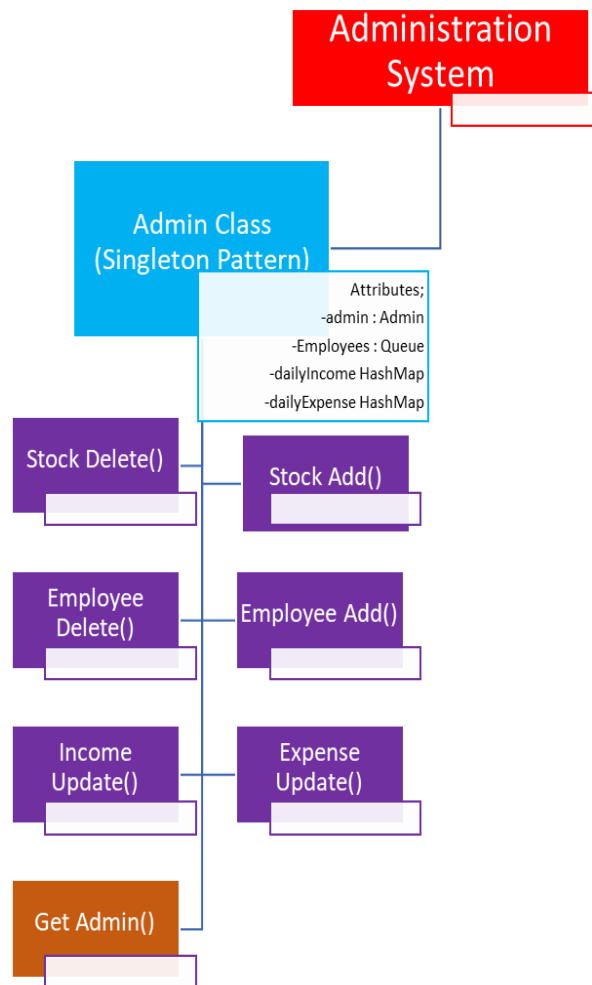 Administration
System
Admin Class
(Singleton Pattern)
Attributes;
-admin : Admin
-Employees : Queue
-dailyIncome HashMap
-dailyExpense HashMap
Stock Delete()
Stock Add()
Employee
Delete()
Employee Add()
Income
Update()
Expense
Update()
Get Admin()